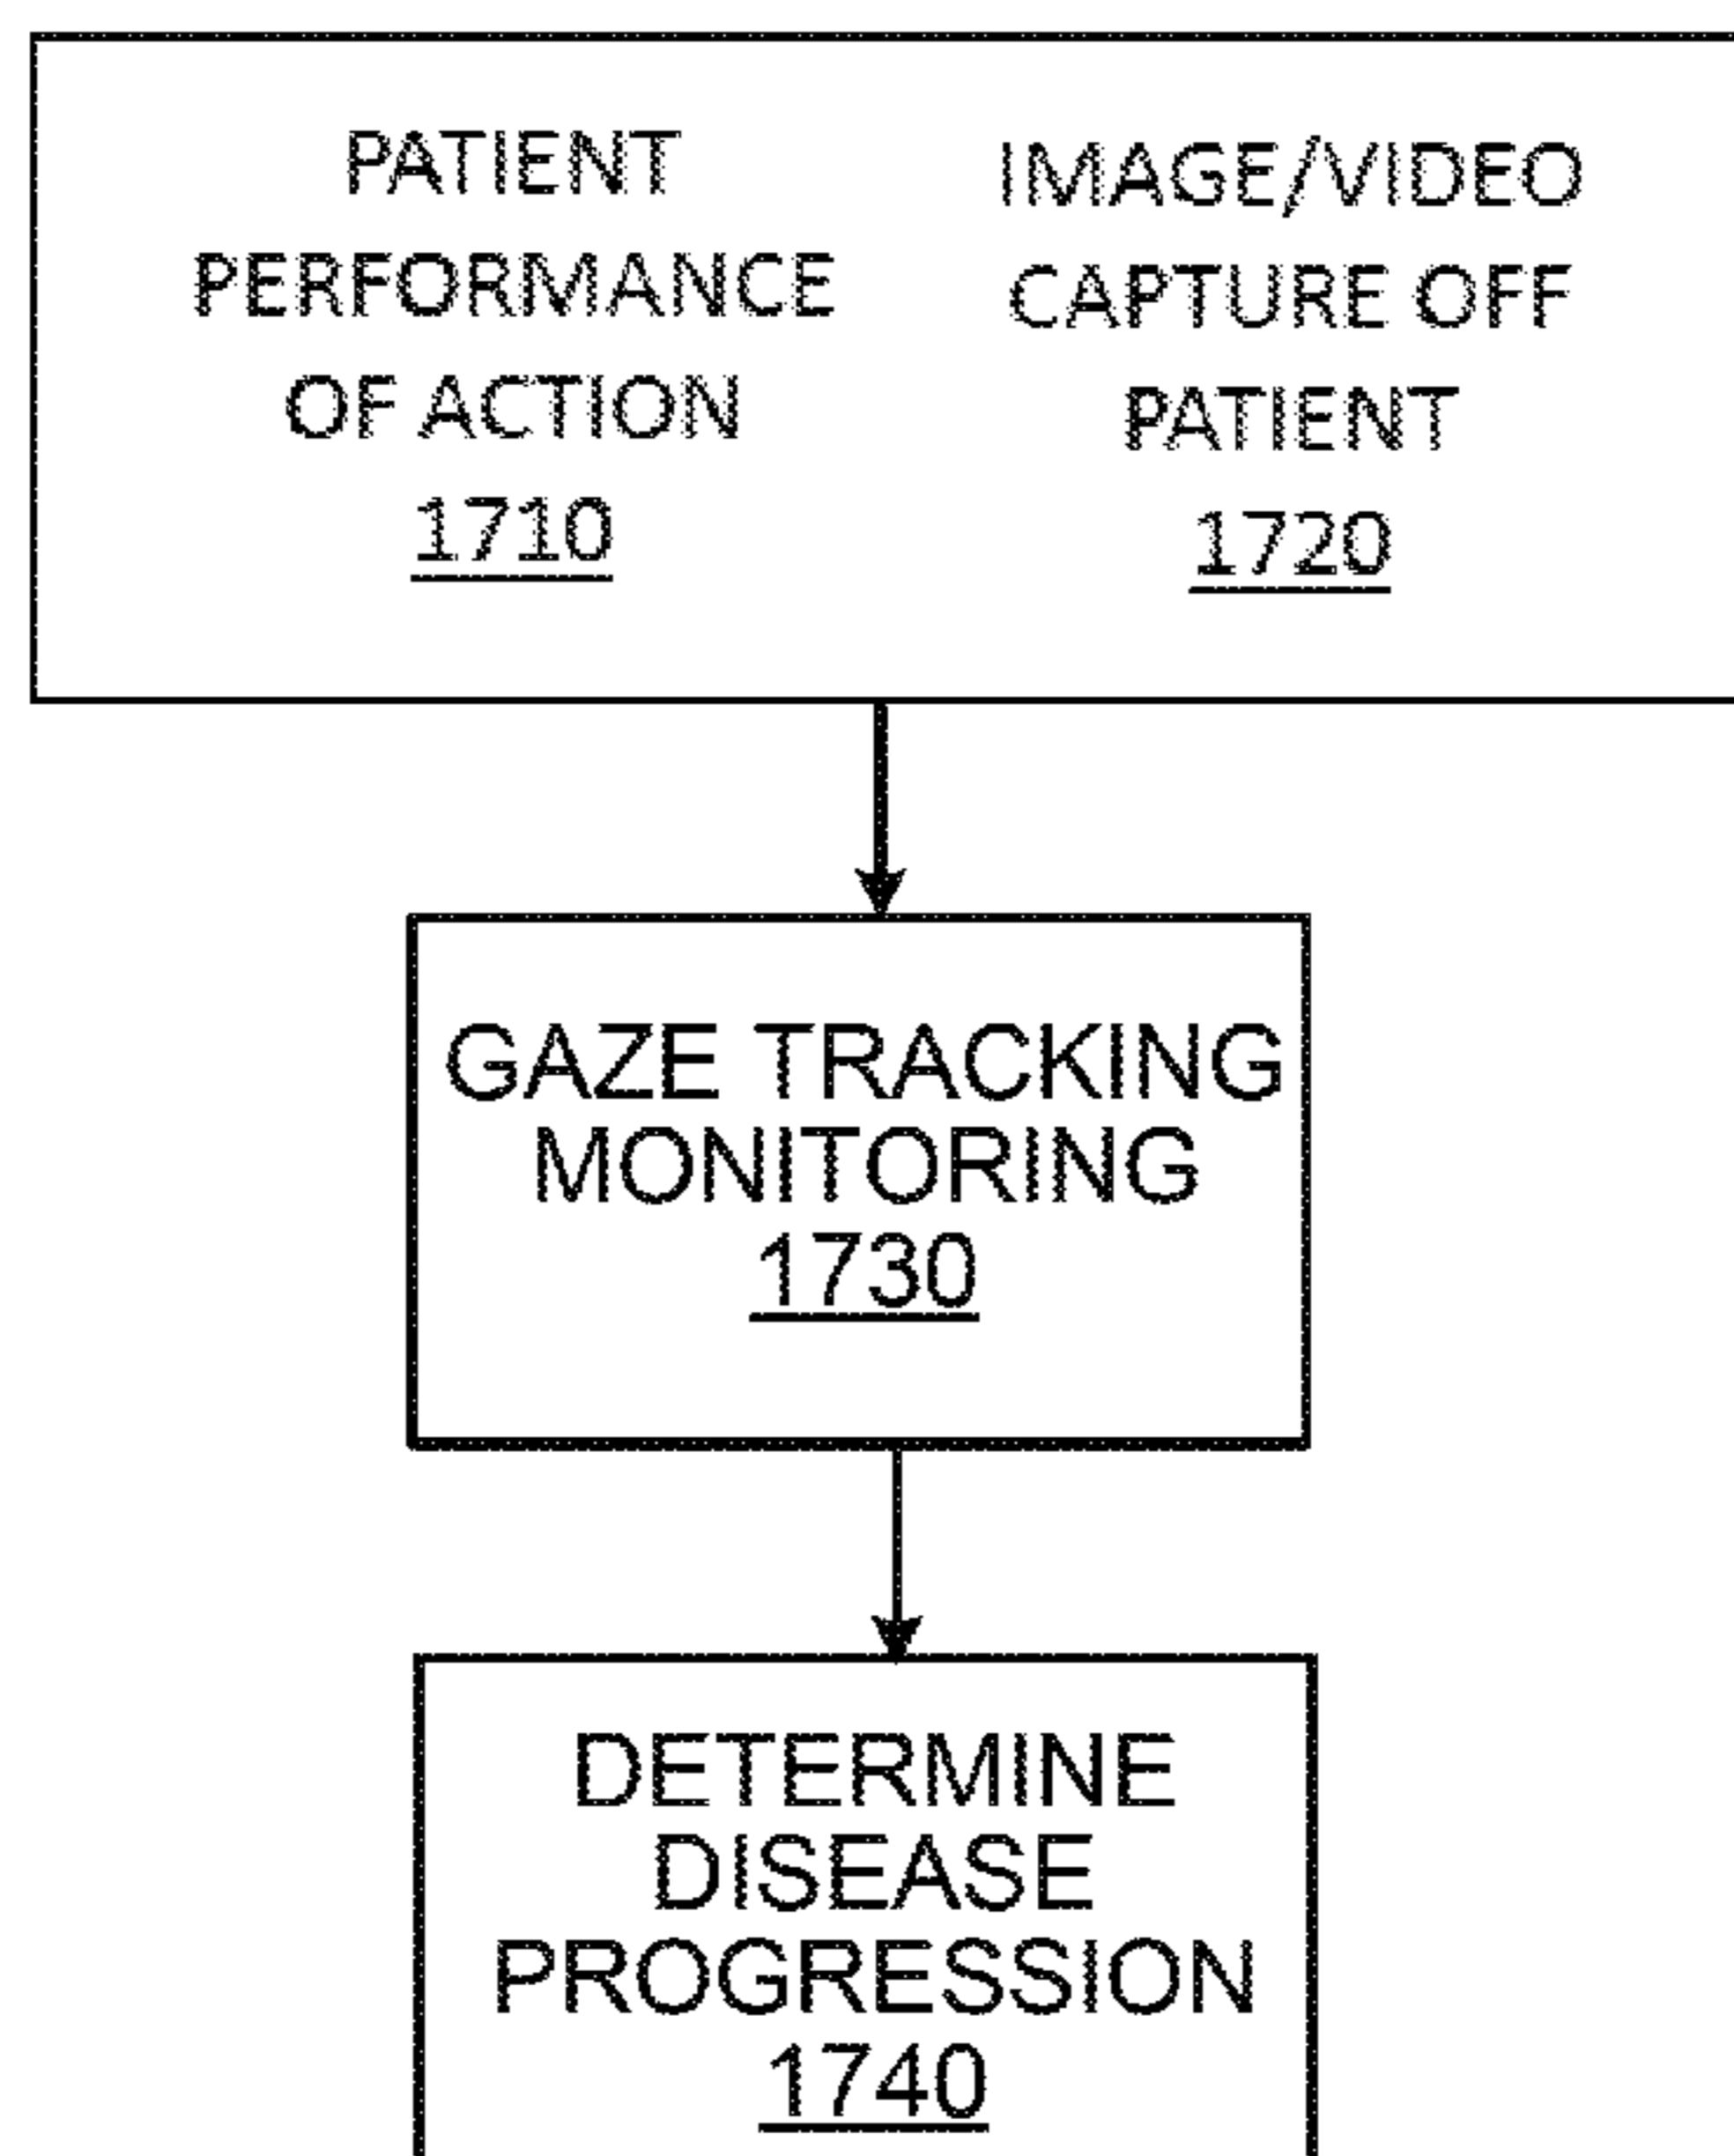 PATIENT
PERFORMANCE
OF ACTION
1710
IMAGE/VIDEO
CAPTURE OFF
PATIENT
1720
GAZE TRACKING
MONITORING
1730
DETERMINE
DISEASE
PROGRESSION
1740